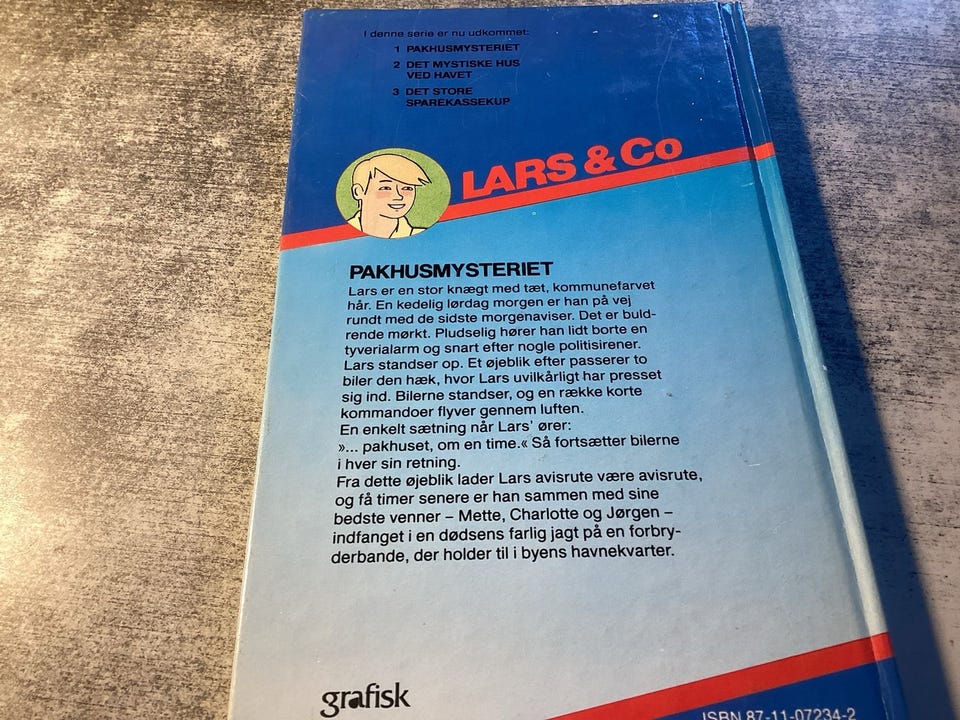 I denne serie er nu udkommet:
1 PAKHUSMYSTERIET
2 DET MYSTISKE HUS
VED HAVET
3 DET STORE
SPAREKASSEKUP
LARS & Co
PAKHUSMYSTERIET
Lars er en stor knægt med tæt, kommunefarvet
hår. En kedelig lørdag morgen er han på vej
rundt med de sidste morgenaviser. Det er buld-
rende mørkt. Pludselig hører han lidt borte en
tyverialarm og snart efter nogle politisirener.
Lars standser op. Et øjeblik efter passerer to
biler den hæk, hvor Lars uvilkårligt har presset
sig ind. Bilerne standser, og en række korte
kommandoer flyver gennem luften.
En enkelt sætning når Lars' ører:
»... pakhuset, om en time.« Så fortsætter bilerne
i hver sin retning.
Fra dette øjeblik lader Lars avisrute være avisrute,
og få timer senere er han sammen med sine
bedste venner – Mette, Charlotte og Jørgen –
indfanget i en dødsens farlig jagt på en forbry-
derbande, der holder til i byens havnekvarter.
grafisk
ISBN 87-11-07234-2